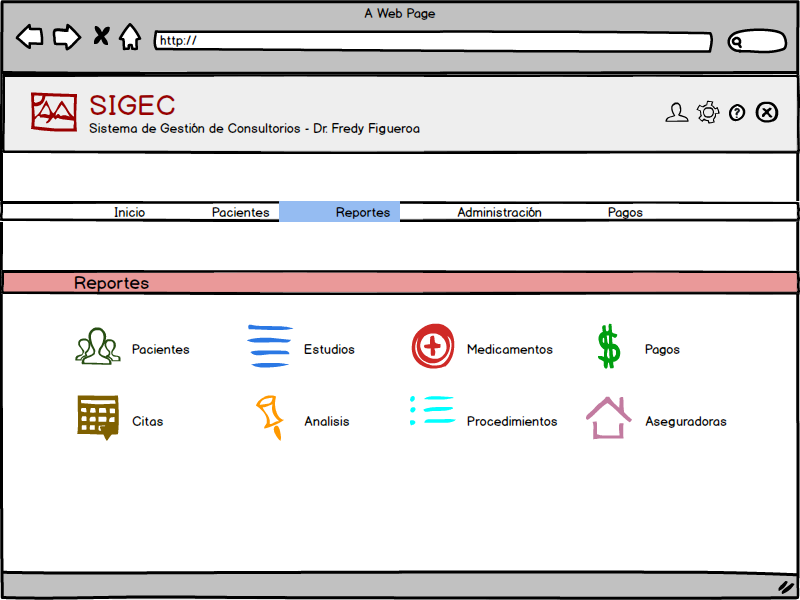 A Web Page
http://
SIGEC
Sistema de Gestión de Consultorios - Dr. Fredy Figueroa
Inicio Pacientes Reportes Administración Pagos
Reportes
Pacientes Estudios Medicamentos Pagos
Citas Analisis Procedimientos Aseguradoras